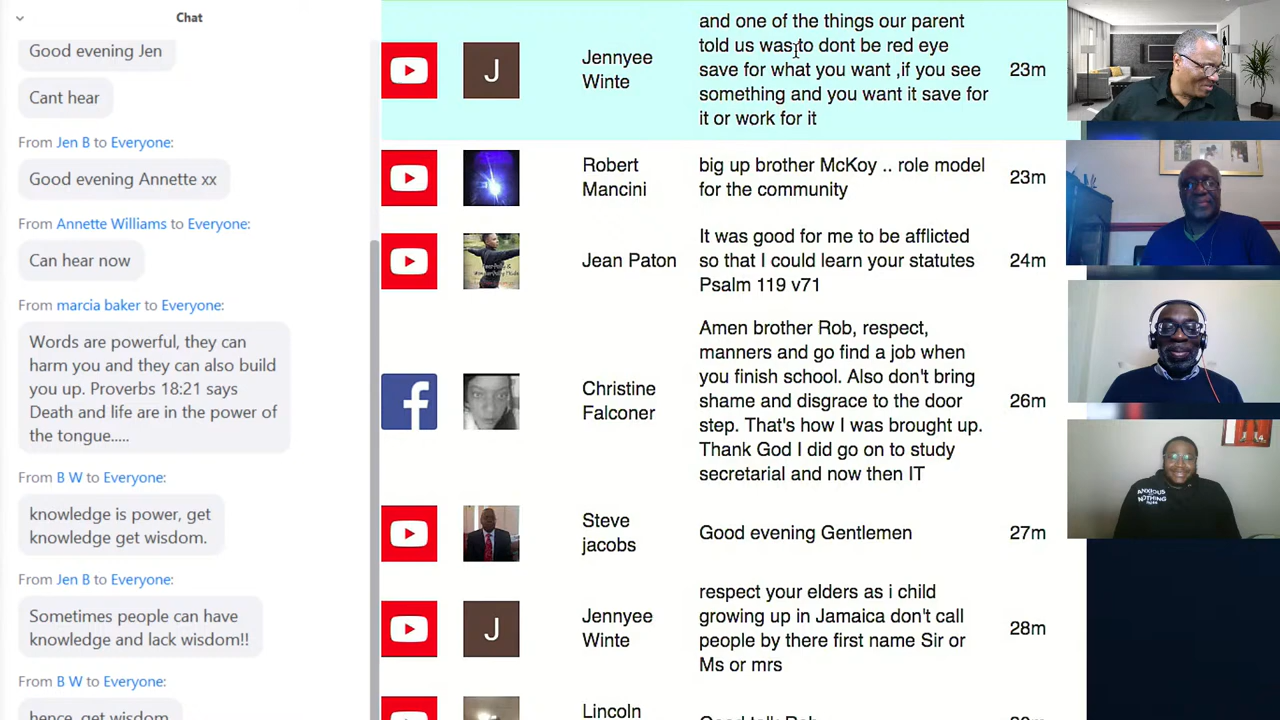 Chat
Good evening Jen
Cant hear
From Jen B to Everyone:
Good evening Annette xx
From Annette Williams to Everyone:
Can hear now
From marcia baker to Everyone:
Words are powerful, they can
harm you and they can also build
you up. Proverbs 18:21 says
Death and life are in the power of
the tongue.....
From B W to Everyone:
knowledge is power, get
knowledge get wisdom.
From Jen B to Everyone:
Sometimes people can have
knowledge and lack wisdom!!
From B W to Everyone:
hence, get wisdom
J
Jennyee
Winte
and one of the things our parent
told us was to dont be red eye
save for what you want ,if you see
something and you want it save for
it or work for it
23m
Robert
Mancini
big up brother McKoy .. role model
for the community
23m
Jean Paton
It was good for me to be afflicted
so that I could learn your statutes
Psalm 119 v71
24m
Christine
Falconer
Amen brother Rob, respect,
manners and go find a job when
you finish school. Also don't bring
shame and disgrace to the door
step. That's how I was brought up.
Thank God I did go on to study
secretarial and now then IT
26m
Steve
jacobs
Good evening Gentlemen
27m
J
Jennyee
Winte
respect your elders as i child
growing up in Jamaica don't call
people by there first name Sir or
Ms or mrs
28m
Lincoln
Good talk Rob
ANXIOUS
NOTHING